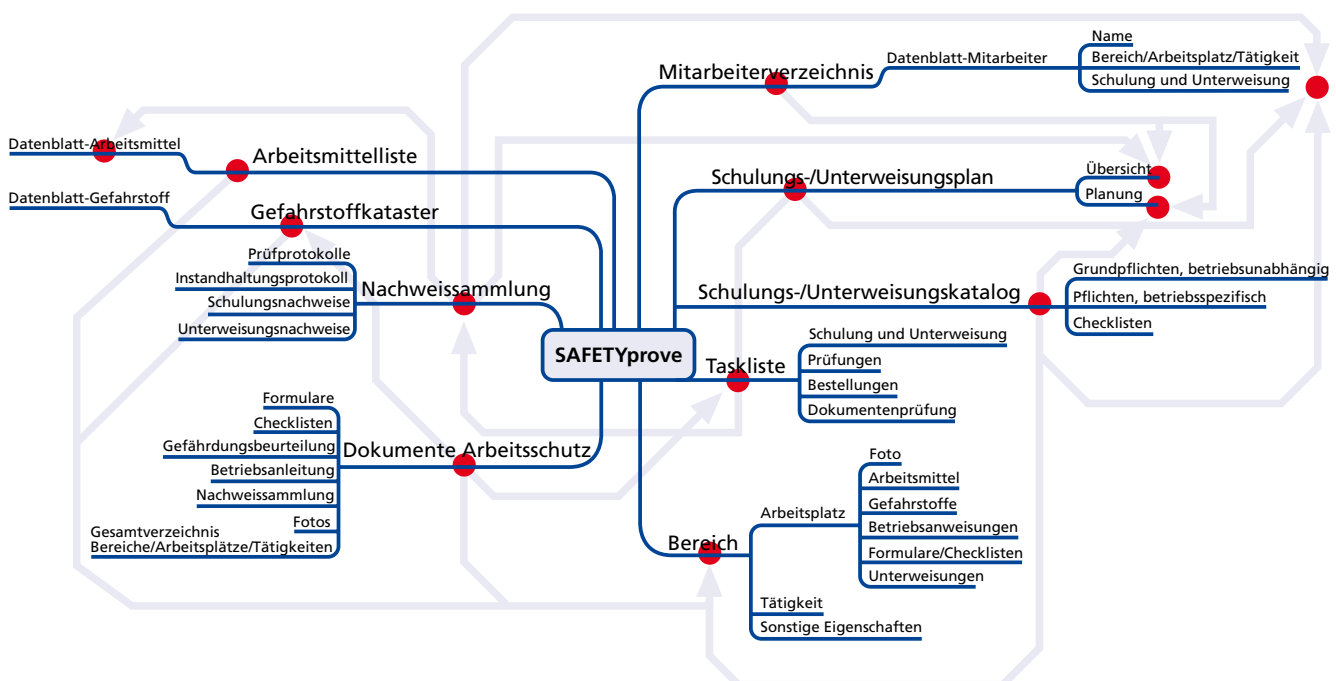 SAFETYprove
Mitarbeiterverzeichnis
Datenblatt-Mitarbeiter
Name
Bereich/Arbeitsplatz/Tätigkeit
Schulung und Unterweisung
Schulungs-/Unterweisungsplan
Übersicht
Planung
Schulungs-/Unterweisungskatalog
Grundpflichten, betriebsunabhängig
Pflichten, betriebsspezifisch
Checklisten
Taskliste
Schulung und Unterweisung
Prüfungen
Bestellungen
Dokumentenprüfung
Bereich
Arbeitsplatz
Foto
Arbeitsmittel
Gefahrstoffe
Betriebsanweisungen
Formulare/Checklisten
Unterweisungen
Tätigkeit
Sonstige Eigenschaften
Arbeitsmittelliste
Datenblatt-Arbeitsmittel
Gefahrstoffkataster
Datenblatt-Gefahrstoff
Nachweissammlung
Prüfprotokolle
Instandhaltungsprotokoll
Schulungsnachweise
Unterweisungsnachweise
Dokumente Arbeitsschutz
Formulare
Checklisten
Gefährdungsbeurteilung
Betriebsanleitung
Nachweissammlung
Fotos
Gesamtverzeichnis
Bereiche/Arbeitsplätze/Tätigkeiten